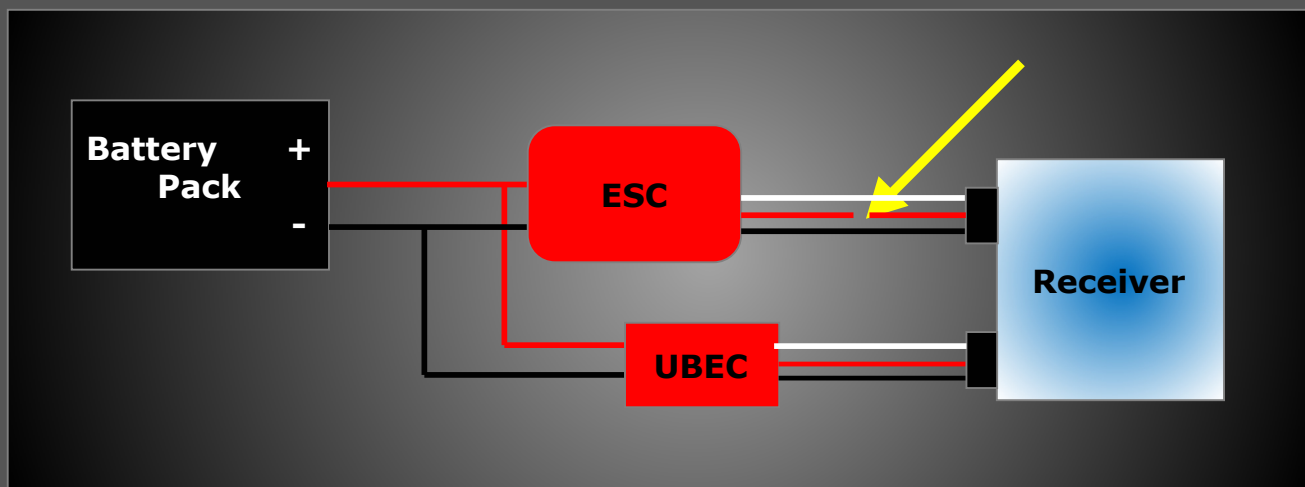 Battery +
Pack
-
ESC
Receiver
UBEC